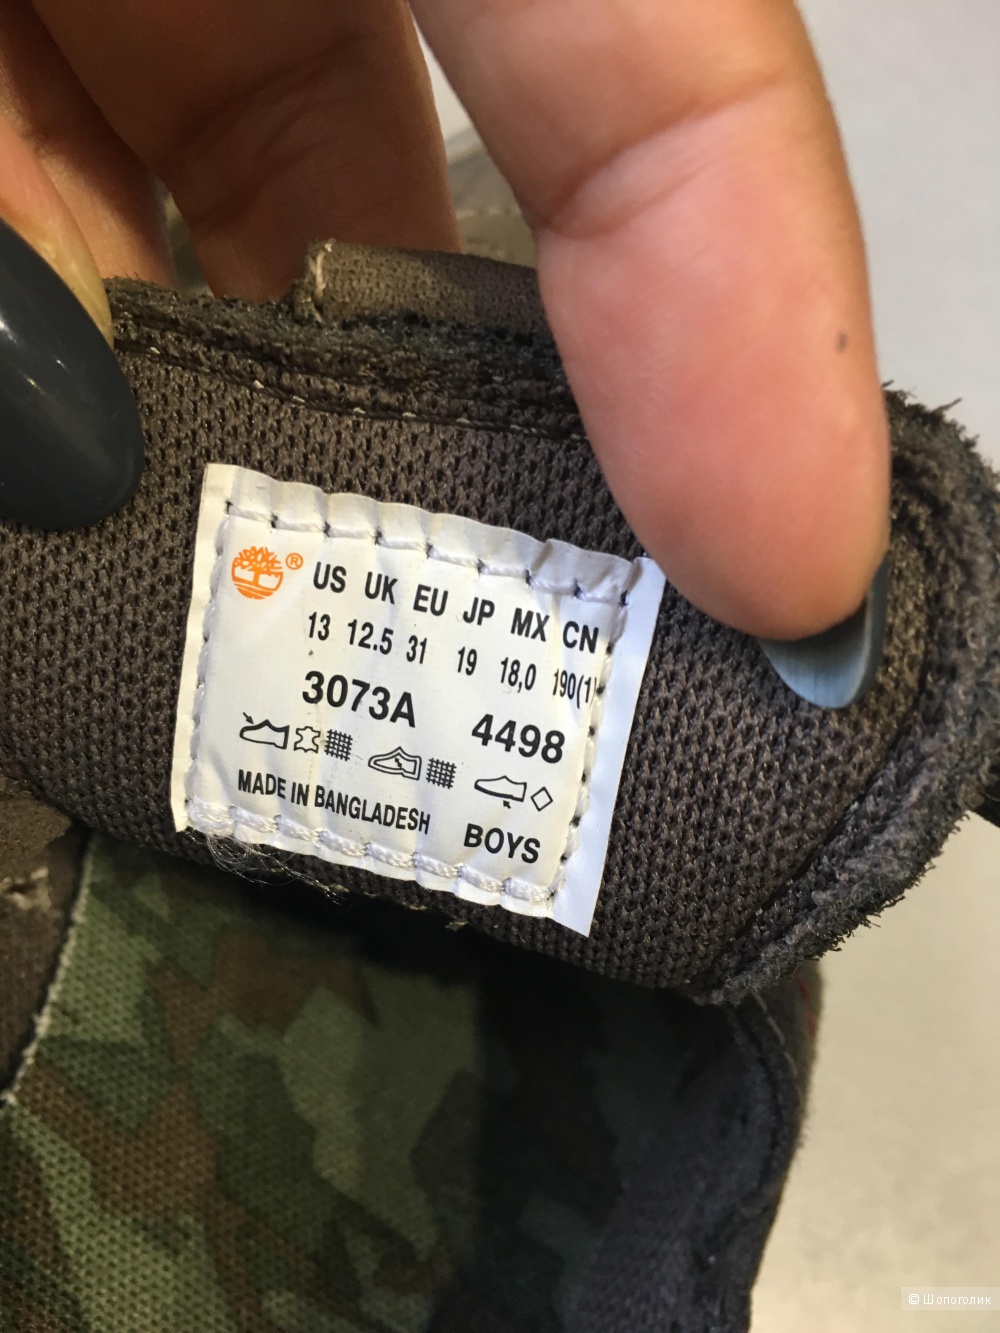 ® US UK EU JP MX CN
13 12.5 31 19 18,0 190(1)
3073A 4498
MADE IN BANGLADESH BOYS
© Шопоголик